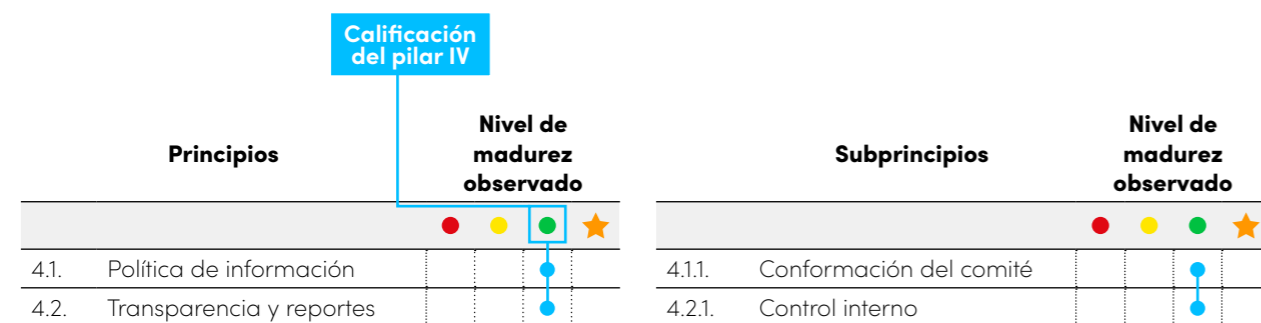 Calificación
del pilar IV
Principios
Nivel de
madurez
observado
4.1. Política de información
4.2. Transparencia y reportes
Subprincipios
Nivel de
madurez
observado
4.1.1. Conformación del comité
4.2.1. Control interno